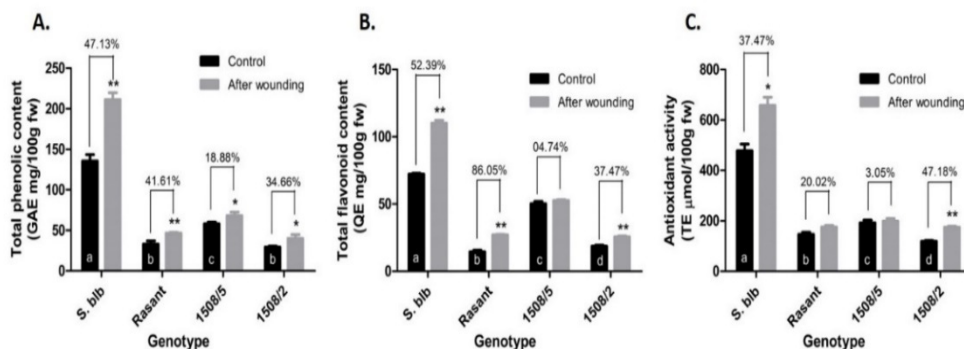 A.
47.13%
Control
After wounding
250
200
150
100
50
0
**
41.61%
**
18.88%
*
34.66%
*
a
b
c
b
Total phenolic content
(GAE mg/100g fw)
S. blb
Rasant
1508/5
1508/2
Genotype
B.
52.39%
Control
After wounding
150
100
50
0
**
86.05%
**
04.74%
37.47%
**
a
b
c
d
Total flavonoid content
(QE mg/100g fw)
S. blb
Rasant
1508/5
1508/2
Genotype
C.
37.47%
Control
After wounding
800
600
400
200
0
*
20.02%
3.05%
47.18%
**
a
b
c
d
Antioxidant activity
(TE µmol/100g fw)
S. blb
Rasant
1508/5
1508/2
Genotype